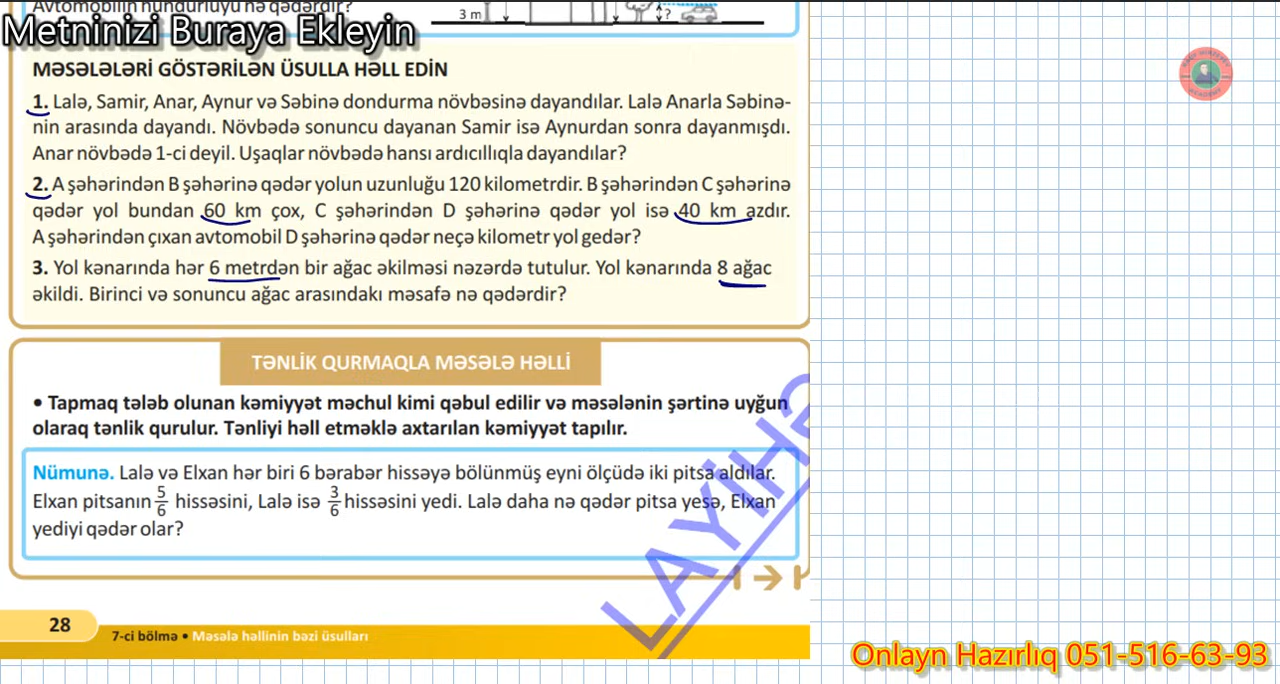 Avtomobilin hündürlüyü nə qədərdir?
3 m
?
Metninizi Buraya Ekleyin
MƏSƏLƏLƏRİ GÖSTƏRİLƏN ÜSULLA HƏLL EDİN
1. Lalə, Samir, Anar, Aynur və Səbinə dondurma növbəsinə dayandılar. Lalə Anarla Səbinə-
nin arasında dayandı. Növbədə sonuncu dayanan Samir isə Aynurdan sonra dayanmışdı.
Anar növbədə 1-ci deyil. Uşaqlar növbədə hansı ardıcıllıqla dayandılar?
2. A şəhərindən B şəhərinə qədər yolun uzunluğu 120 kilometrdir. B şəhərindən C şəhərinə
qədər yol bundan 60 km çox, C şəhərindən D şəhərinə qədər yol isə 40 km azdır.
A şəhərindən çıxan avtomobil D şəhərinə qədər neçə kilometr yol gedər?
3. Yol kənarında hər 6 metrdən bir ağac əkilməsi nəzərdə tutulur. Yol kənarında 8 ağac
əkildi. Birinci və sonuncu ağac arasındakı məsafə nə qədərdir?
TƏNLİK QURMAQLA MƏSƏLƏ HƏLLİ
• Tapmaq tələb olunan kəmiyyət məchul kimi qəbul edilir və məsələnin şərtinə uyğun
olaraq tənlik qurulur. Tənliyi həll etməklə axtarılan kəmiyyət tapılır.
Nümunə. Lalə və Elxan hər biri 6 bərabər hissəyə bölünmüş eyni ölçüdə iki pitsa aldılar.
Elxan pitsanın 5/6 hissəsini, Lalə isə 3/6 hissəsini yedi. Lalə daha nə qədər pitsa yesə, Elxan
yediyi qədər olar?
LAYİHƏ
28
7-ci bölmə • Məsələ həllinin bəzi üsulları
Onlayn Hazırlıq 051-516-63-93